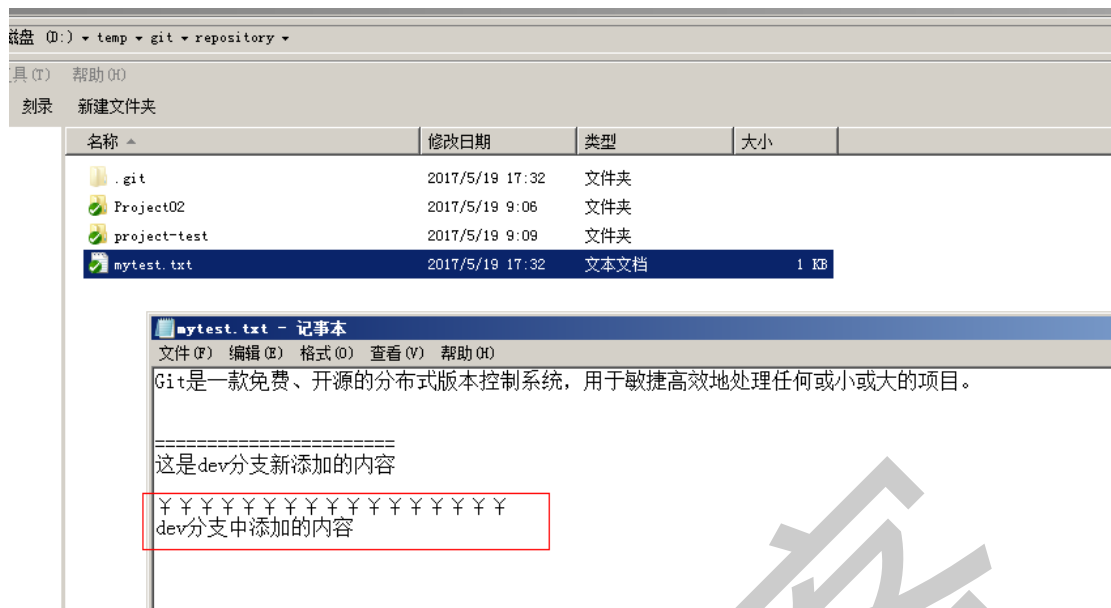 磁盘 (D:) ▾ temp ▾ git ▾ repository ▾
具(T) 帮助(H)
刻录 新建文件夹
名称 修改日期 类型 大小
.git 2017/5/19 17:32 文件夹
Project02 2017/5/19 9:06 文件夹
project-test 2017/5/19 9:09 文件夹
mytest.txt 2017/5/19 17:32 文本文档 1 KB
mytest.txt - 记事本
文件(F) 编辑(E) 格式(O) 查看(V) 帮助(H)
Git是一款免费、开源的分布式版本控制系统，用于敏捷高效地处理任何或小或大的项目。
=======================
这是dev分支新添加的内容
￥￥￥￥￥￥￥￥￥￥￥￥￥￥￥￥￥
dev分支中添加的内容